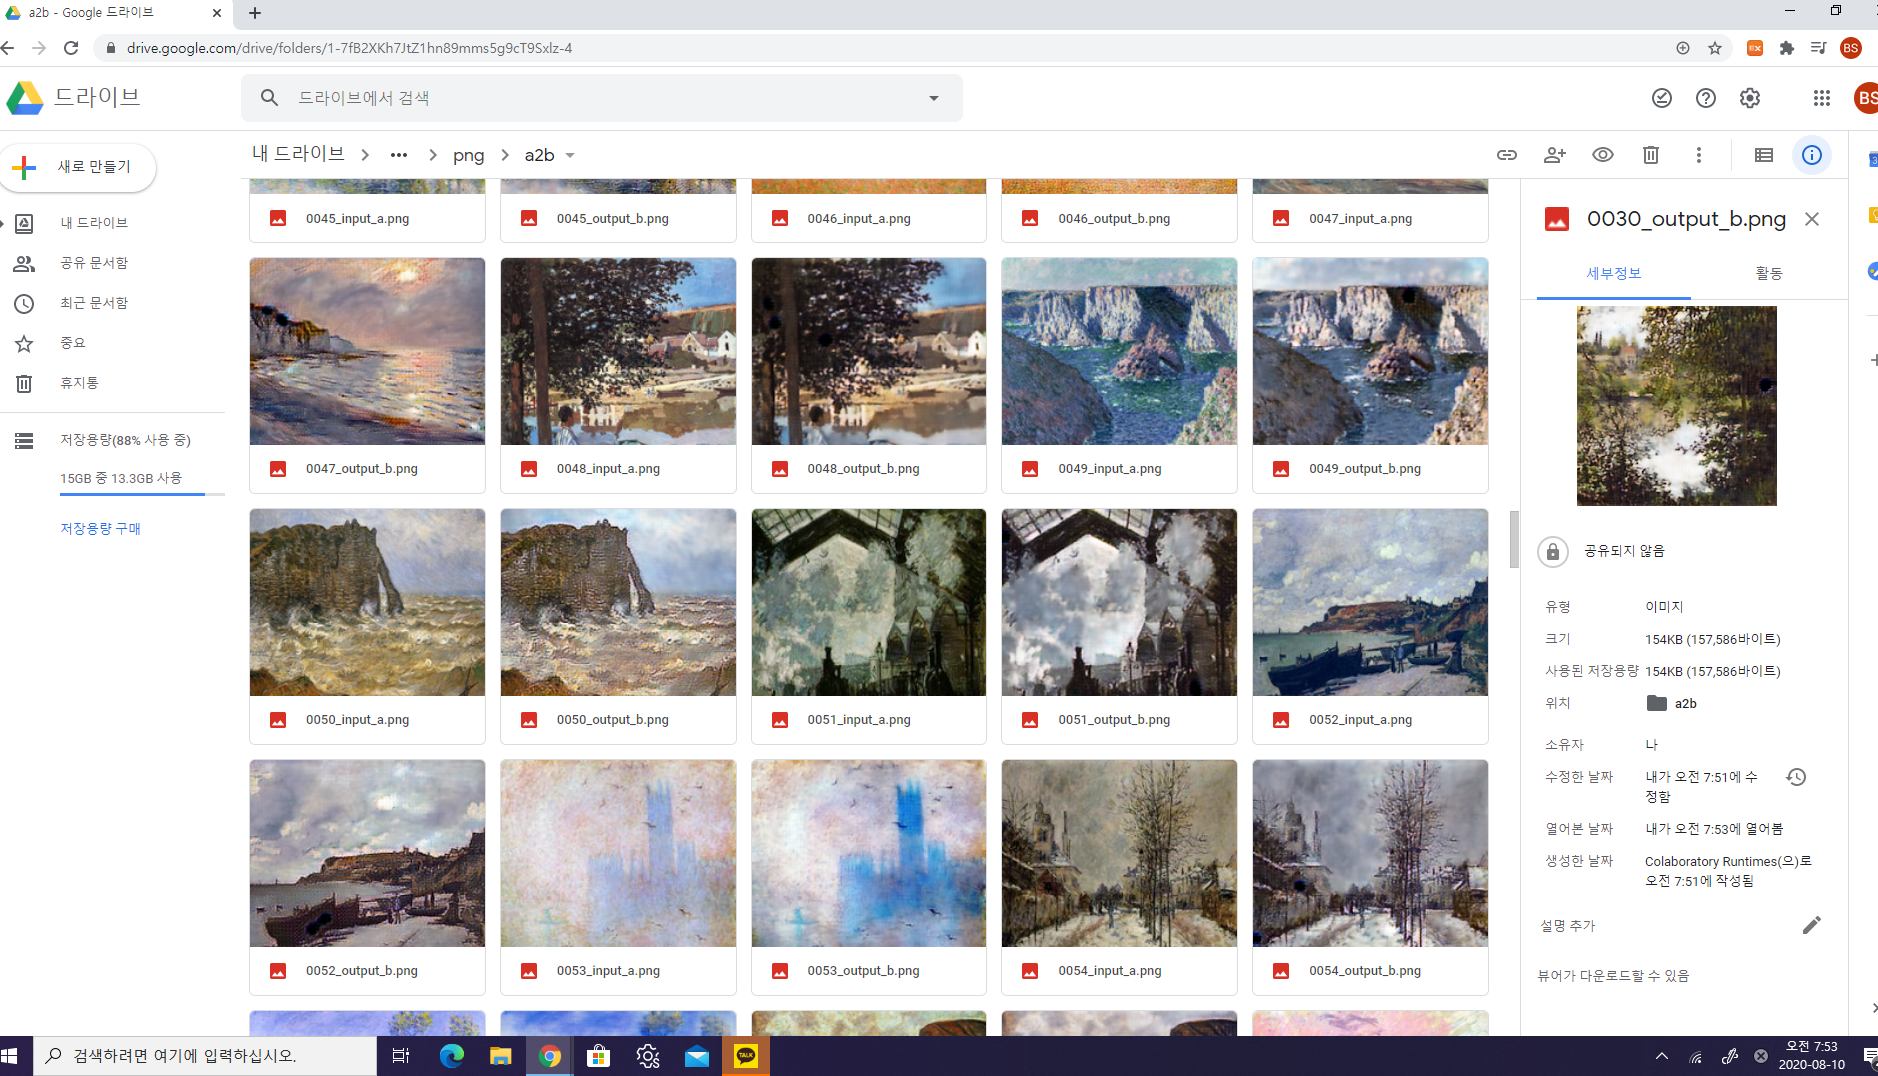 a2b - Google 드라이브
drive.google.com/drive/folders/1-7fB2XKh7JtZ1hn89mms5g9cT9Sxlz-4
BS
드라이브
드라이브에서 검색
BS
새로 만들기
내 드라이브
공유 문서함
최근 문서함
중요
휴지통
저장용량(88% 사용 중)
15GB 중 13.3GB 사용
저장용량 구매
내 드라이브 > ••• > png > a2b
0045_input_a.png
0045_output_b.png
0046_input_a.png
0046_output_b.png
0047_input_a.png
0047_output_b.png
0048_input_a.png
0048_output_b.png
0049_input_a.png
0049_output_b.png
0050_input_a.png
0050_output_b.png
0051_input_a.png
0051_output_b.png
0052_input_a.png
0052_output_b.png
0053_input_a.png
0053_output_b.png
0054_input_a.png
0054_output_b.png
0030_output_b.png
세부정보
활동
공유되지 않음
유형 이미지
크기 154KB (157,586바이트)
사용된 저장용량 154KB (157,586바이트)
위치 a2b
소유자 나
수정한 날짜 내가 오전 7:51에 수
정함
열어본 날짜 내가 오전 7:53에 열어봄
생성한 날짜 Colaboratory Runtimes(으)로
오전 7:51에 작성됨
설명 추가
뷰어가 다운로드할 수 있음
검색하려면 여기에 입력하십시오.
TALK
오전 7:53
2020-08-10